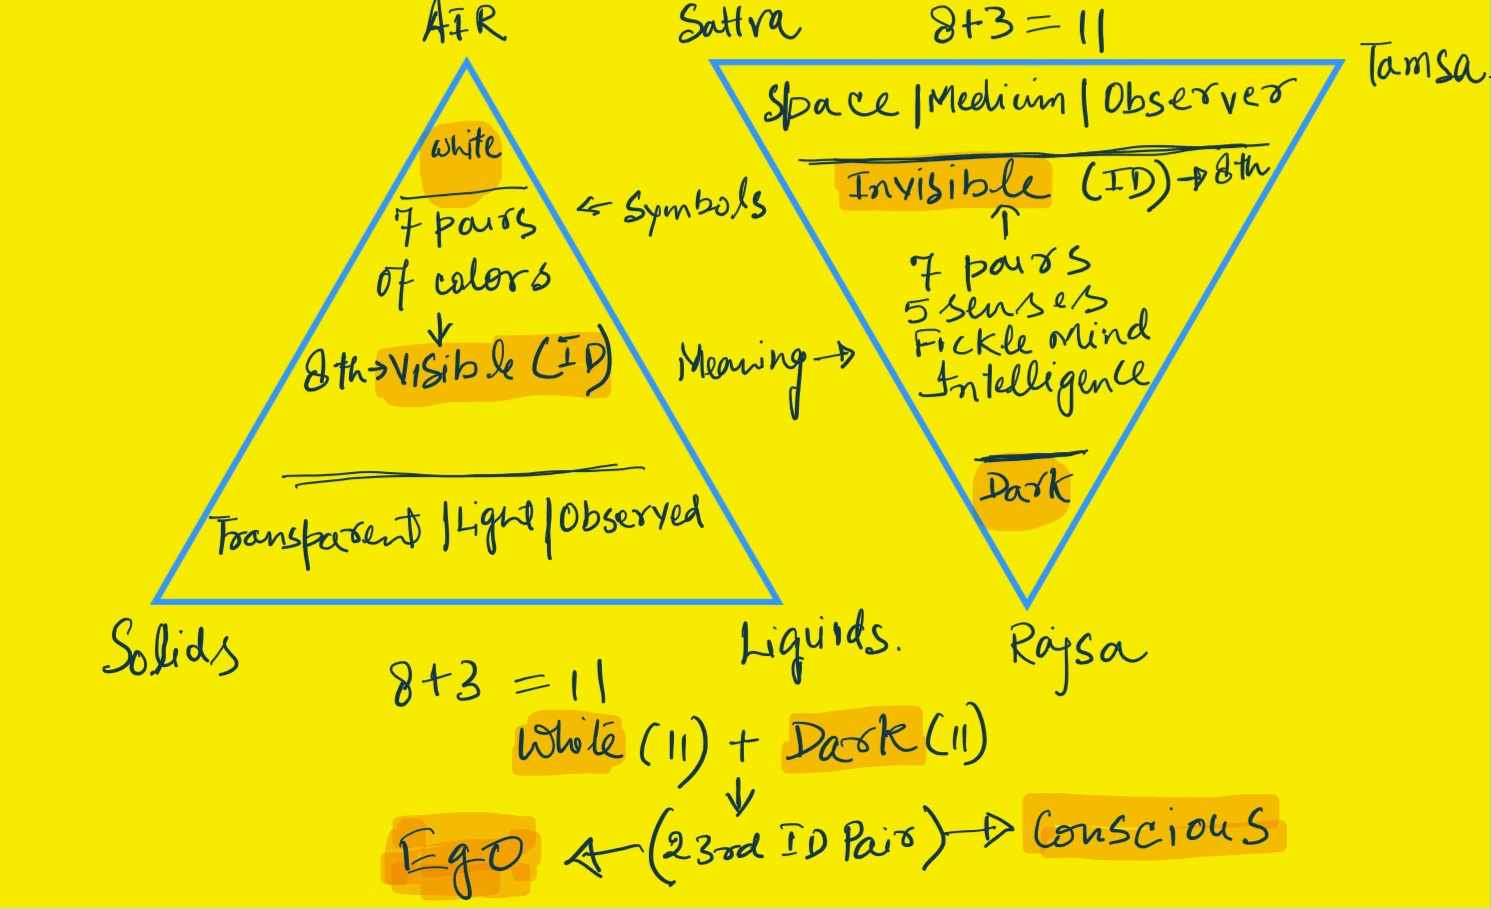 AIR
Sattva 8+3 = 11
Tamsa
Space | Medium | Observer
white
Invisible (ID) → 8th
7 pairs
← Symbols
of colors
7 pairs
5 senses
Fickle Mind
Intelligence
8th → Visible (ID)
Meaning →
Dark
Transparent | Light | Observed
Solids
Liquids.
Rajsa
8+3 = 11
White (11) + Dark (11)
Ego ← (23rd ID Pair) → Conscious